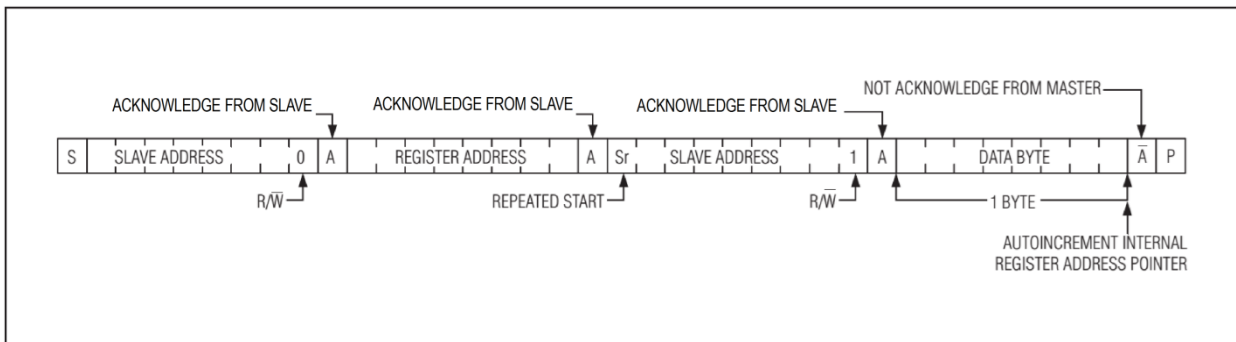 NOT ACKNOWLEDGE FROM MASTER
ACKNOWLEDGE FROM SLAVE ACKNOWLEDGE FROM SLAVE ACKNOWLEDGE FROM SLAVE
S SLAVE ADDRESS 0 A REGISTER ADDRESS A Sr SLAVE ADDRESS 1 A DATA BYTE A̅ P
R/W̅ REPEATED START R/W̅ 1 BYTE
AUTOINCREMENT INTERNAL
REGISTER ADDRESS POINTER